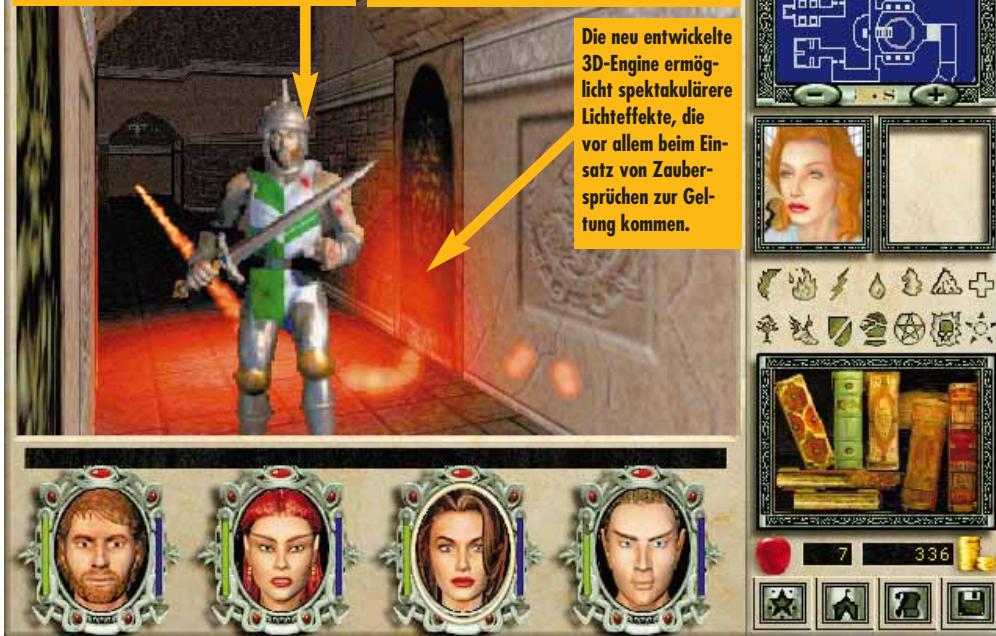 Die neu entwickelte
3D-Engine ermög-
licht spektakulärere
Lichteffekte, die
vor allem beim Ein-
satz von Zauber-
sprüchen zur Gel-
tung kommen.
S
7 336